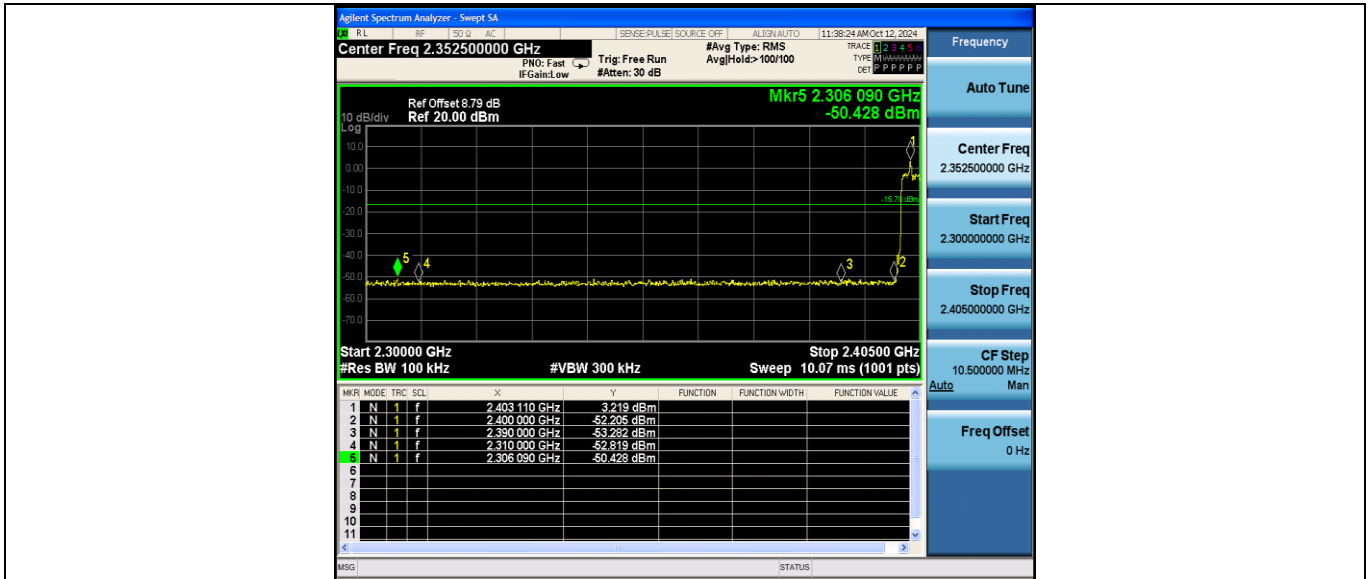 Agilent Spectrum Analyzer - Swept SA
LXI RL RF 50 Ω AC SENSE:PULSE SOURCE OFF ALIGN AUTO 11:38:24 AM Oct 12, 2024
Center Freq 2.352500000 GHz
PNO: Fast
IFGain:Low
Trig: Free Run
#Atten: 30 dB
#Avg Type: RMS
Avg|Hold:>100/100
TRACE 1 2 3 4 5 6
TYPE M
DET P P P P P P
Mkr5 2.306 090 GHz
-50.428 dBm
Ref Offset 8.79 dB
10 dB/div Ref 20.00 dBm
Log
10.0
0.00
-10.0
-20.0
-30.0
-40.0
-50.0
-60.0
-70.0
1
5
4
3
2
Start 2.30000 GHz Stop 2.40500 GHz
#Res BW 100 kHz #VBW 300 kHz Sweep 10.07 ms (1001 pts)
MKR MODE TRC SCL X Y FUNCTION FUNCTION WIDTH FUNCTION VALUE
1 N 1 f 2.403 110 GHz 3.219 dBm
2 N 1 f 2.400 000 GHz -52.205 dBm
3 N 1 f 2.390 000 GHz -53.282 dBm
4 N 1 f 2.310 000 GHz -52.819 dBm
5 N 1 f 2.306 090 GHz -50.428 dBm
6
7
8
9
10
11
MSG STATUS
Frequency
Auto Tune
Center Freq
2.352500000 GHz
Start Freq
2.300000000 GHz
Stop Freq
2.405000000 GHz
CF Step
10.500000 MHz
Auto Man
Freq Offset
0 Hz